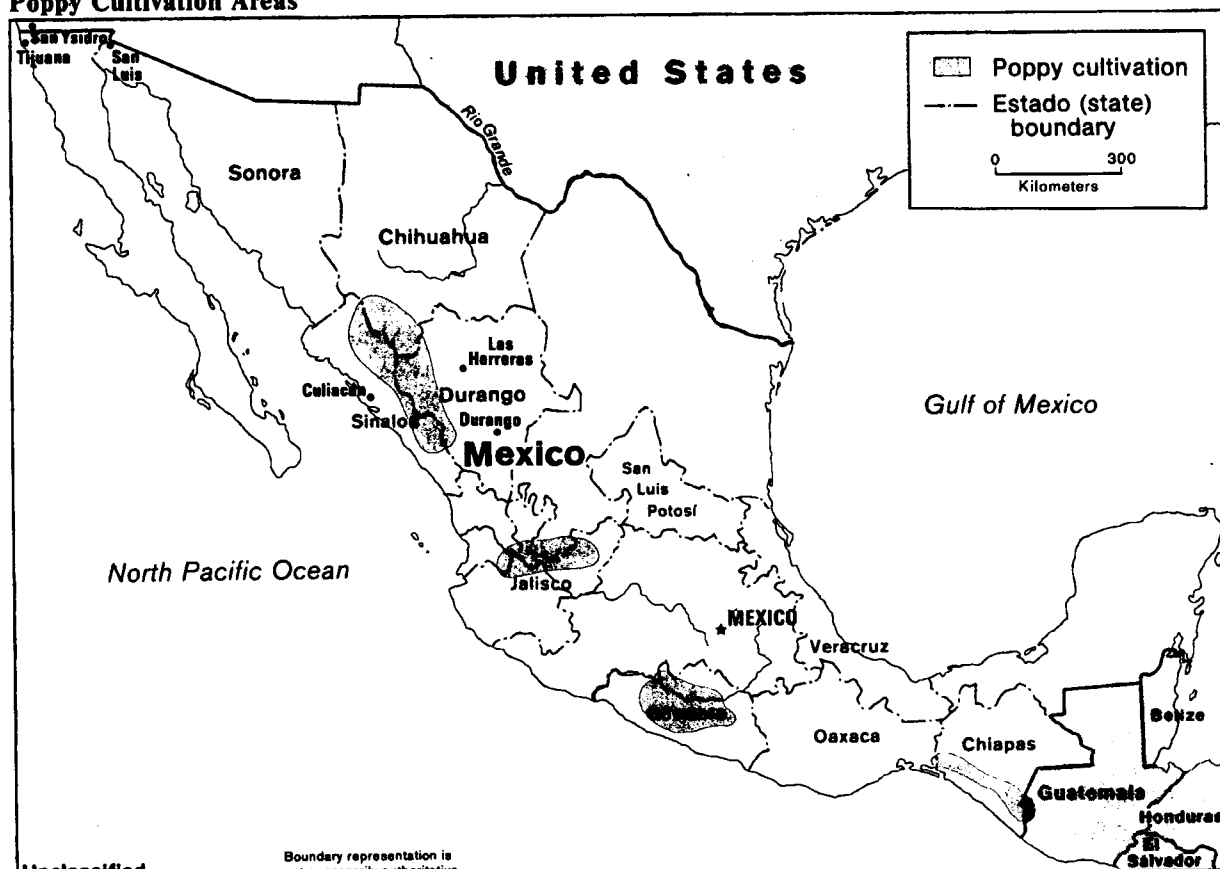 Poppy Cultivation Areas
San Ysidro
Tijuana
San
Luis
United States
Poppy cultivation
Estado (state)
boundary
0 300
Kilometers
Rio Grande
Sonora
Chihuahua
Las
Herreras
Culiacán
Durango
Sinaloa
Durango
Mexico
Gulf of Mexico
San
Luis
Potosí
North Pacific Ocean
Jalisco
MEXICO
Veracruz
Oaxaca
Chiapas
Belize
Guatemala
Honduras
El
Salvador
Unclassified
Boundary representation is